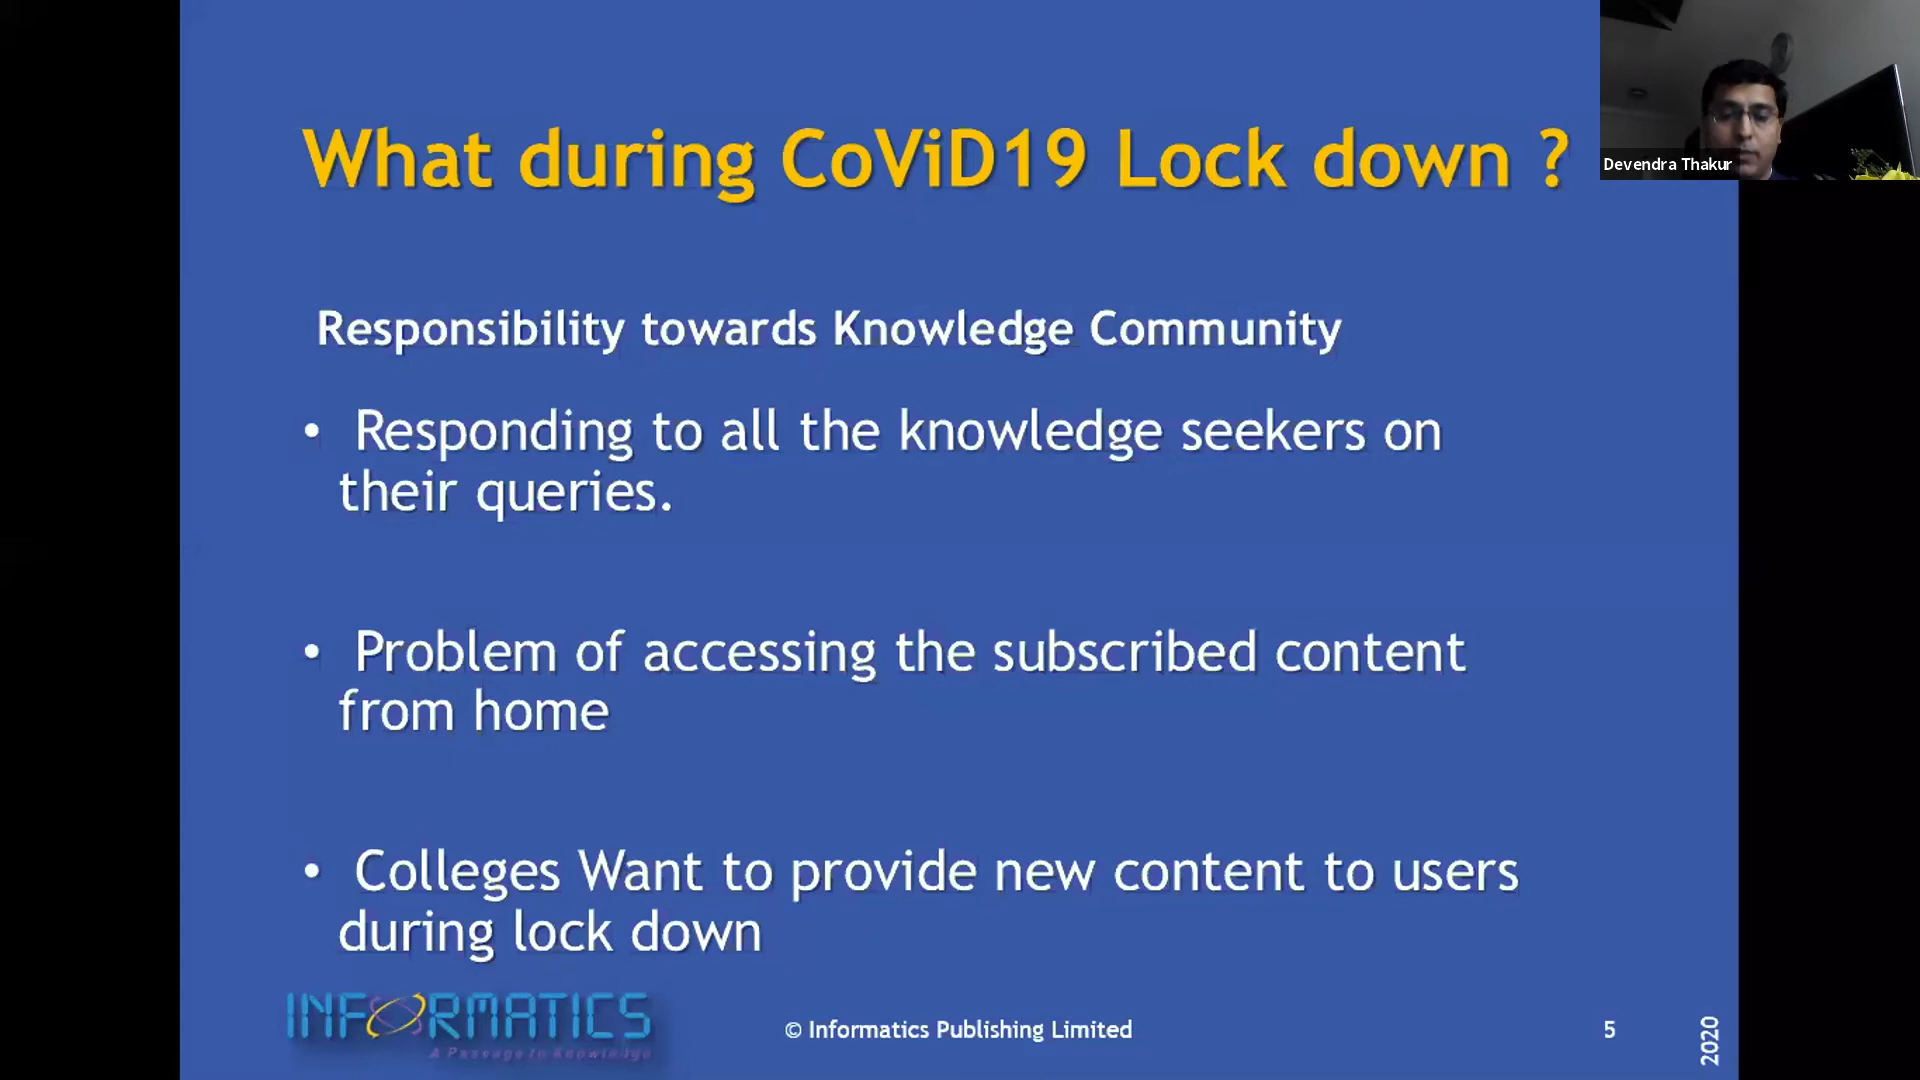 What during CoViD19 Lock down ?
Devendra Thakur
Responsibility towards Knowledge Community
• Responding to all the knowledge seekers on
their queries.
• Problem of accessing the subscribed content
from home
• Colleges Want to provide new content to users
during lock down
INFORMATICS
A Passage to Knowledge
© Informatics Publishing Limited
5
2020